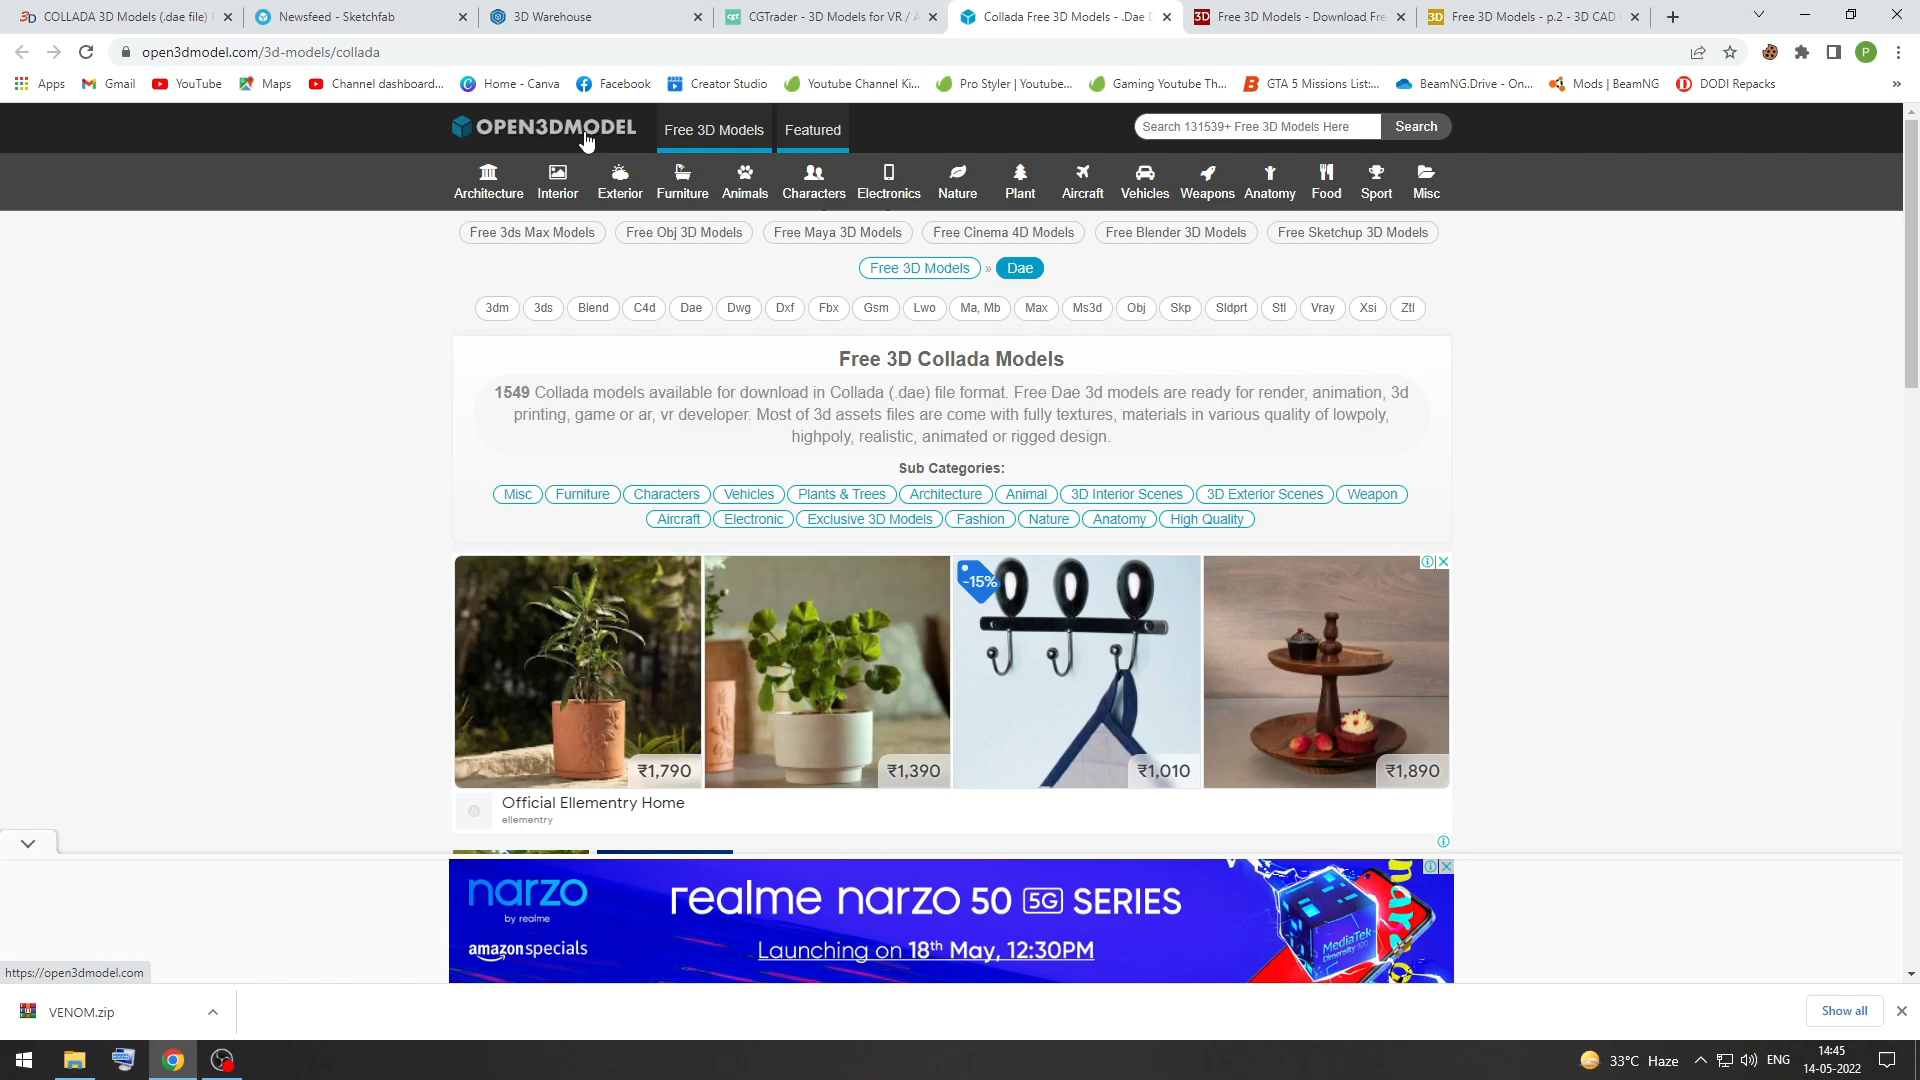 COLLADA 3D Models (.dae file) F
Newsfeed - Sketchfab
3D Warehouse
CGTrader - 3D Models for VR / A
Collada Free 3D Models - .Dae D
Free 3D Models - Download Fre
Free 3D Models - p.2 - 3D CAD
open3dmodel.com/3d-models/collada
P
Apps
Gmail
YouTube
Maps
Channel dashboard...
Home - Canva
Facebook
Creator Studio
Youtube Channel Ki...
Pro Styler | Youtube...
Gaming Youtube Th...
GTA 5 Missions List:...
BeamNG.Drive - On...
Mods | BeamNG
DODI Repacks
»
OPEN3DMODEL
Free 3D Models
Featured
Search 131539+ Free 3D Models Here
Search
Architecture
Interior
Exterior
Furniture
Animals
Characters
Electronics
Nature
Plant
Aircraft
Vehicles
Weapons
Anatomy
Food
Sport
Misc
Free 3ds Max Models
Free Obj 3D Models
Free Maya 3D Models
Free Cinema 4D Models
Free Blender 3D Models
Free Sketchup 3D Models
Free 3D Models » Dae
3dm
3ds
Blend
C4d
Dae
Dwg
Dxf
Fbx
Gsm
Lwo
Ma, Mb
Max
Ms3d
Obj
Skp
Sldprt
Stl
Vray
Xsi
Ztl
Free 3D Collada Models
1549 Collada models available for download in Collada (.dae) file format. Free Dae 3d models are ready for render, animation, 3d
printing, game or ar, vr developer. Most of 3d assets files are come with fully textures, materials in various quality of lowpoly,
highpoly, realistic, animated or rigged design.
Sub Categories:
Misc
Furniture
Characters
Vehicles
Plants & Trees
Architecture
Animal
3D Interior Scenes
3D Exterior Scenes
Weapon
Aircraft
Electronic
Exclusive 3D Models
Fashion
Nature
Anatomy
High Quality
-15%
₹1,790
₹1,390
₹1,010
₹1,890
Official Ellementry Home
ellementry
narzo
by realme
amazonspecials
realme narzo 50 5G SERIES
Launching on 18th May, 12:30PM
MediaTek
Dimensity
https://open3dmodel.com
VENOM.zip
Show all
33°C Haze
ENG
14:45
14-05-2022